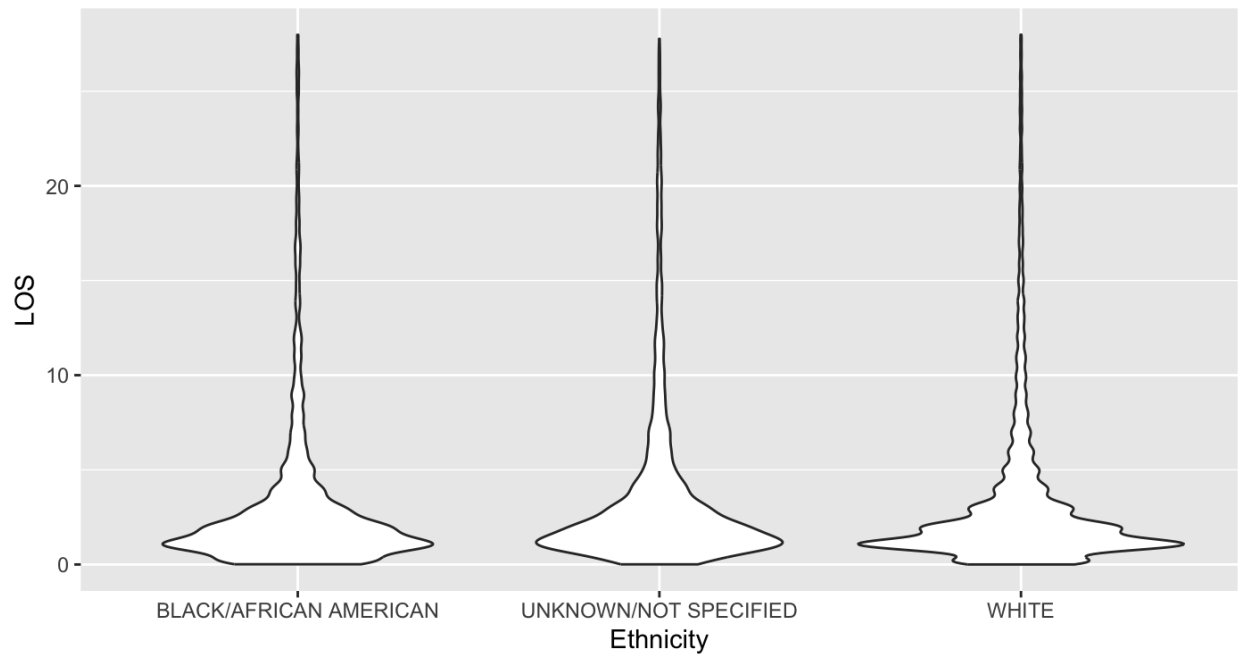 LOS
20
10
0
BLACK/AFRICAN AMERICAN UNKNOWN/NOT SPECIFIED WHITE
Ethnicity